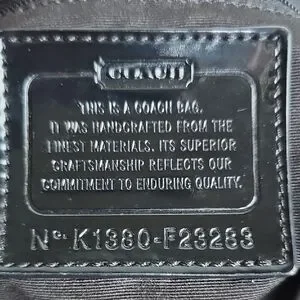 COACH
THIS IS A COACH BAG.
IT WAS HANDCRAFTED FROM THE
FINEST MATERIALS. ITS SUPERIOR
CRAFTSMANSHIP REFLECTS OUR
COMMITMENT TO ENDURING QUALITY.
No. K1380-F23283